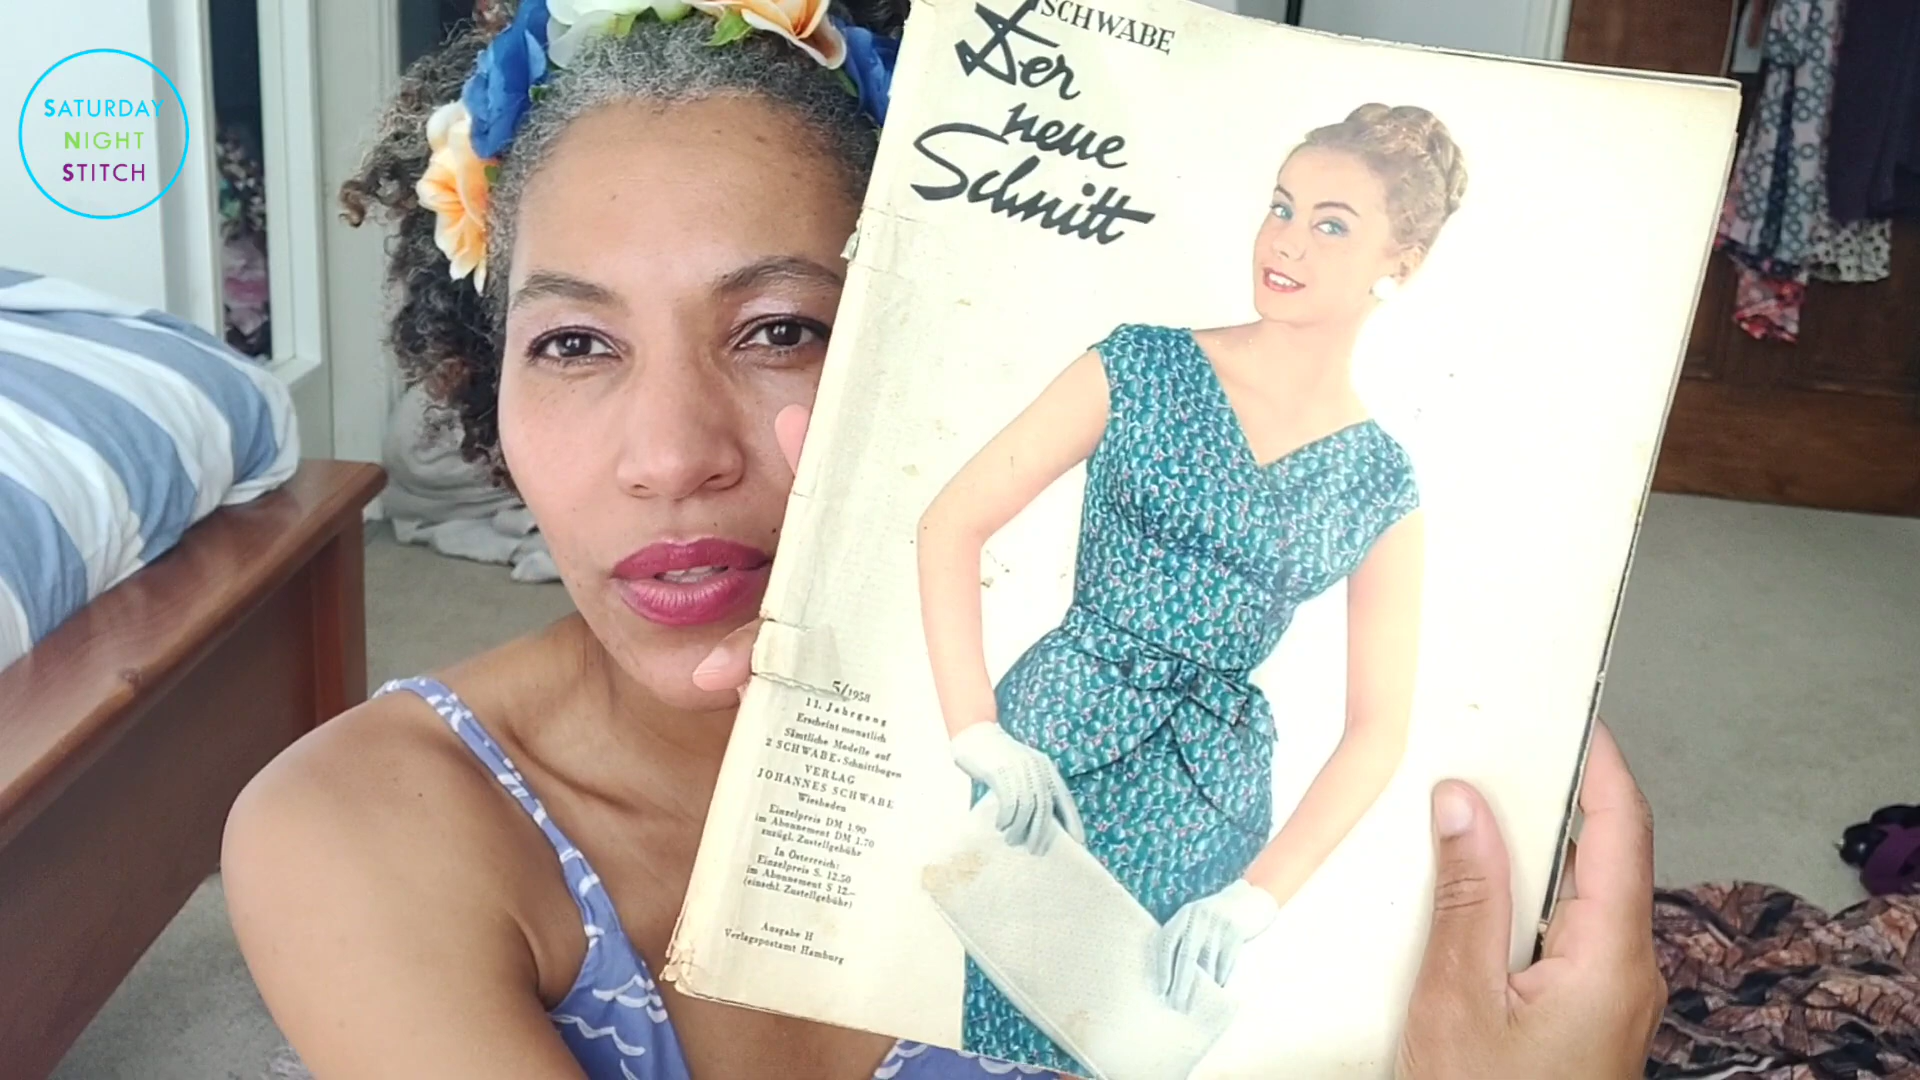 SATURDAY
NIGHT
STITCH
SCHWABE
Der
neue
Schnitt
5/1958
11. Jahrgang
Erscheint monatlich
Sämtliche Modelle auf
2 SCHWABE-Schnittbogen
VERLAG
JOHANNES SCHWABE
Wiesbaden
Einzelpreis DM 1.90
im Abonnement DM 1.70
zuzügl. Zustellgebühr
In Österreich:
Einzelpreis S. 12.50
im Abonnement S 12.–
(einschl. Zustellgebühr)
Ausgabe H
Verlagspostamt Hamburg